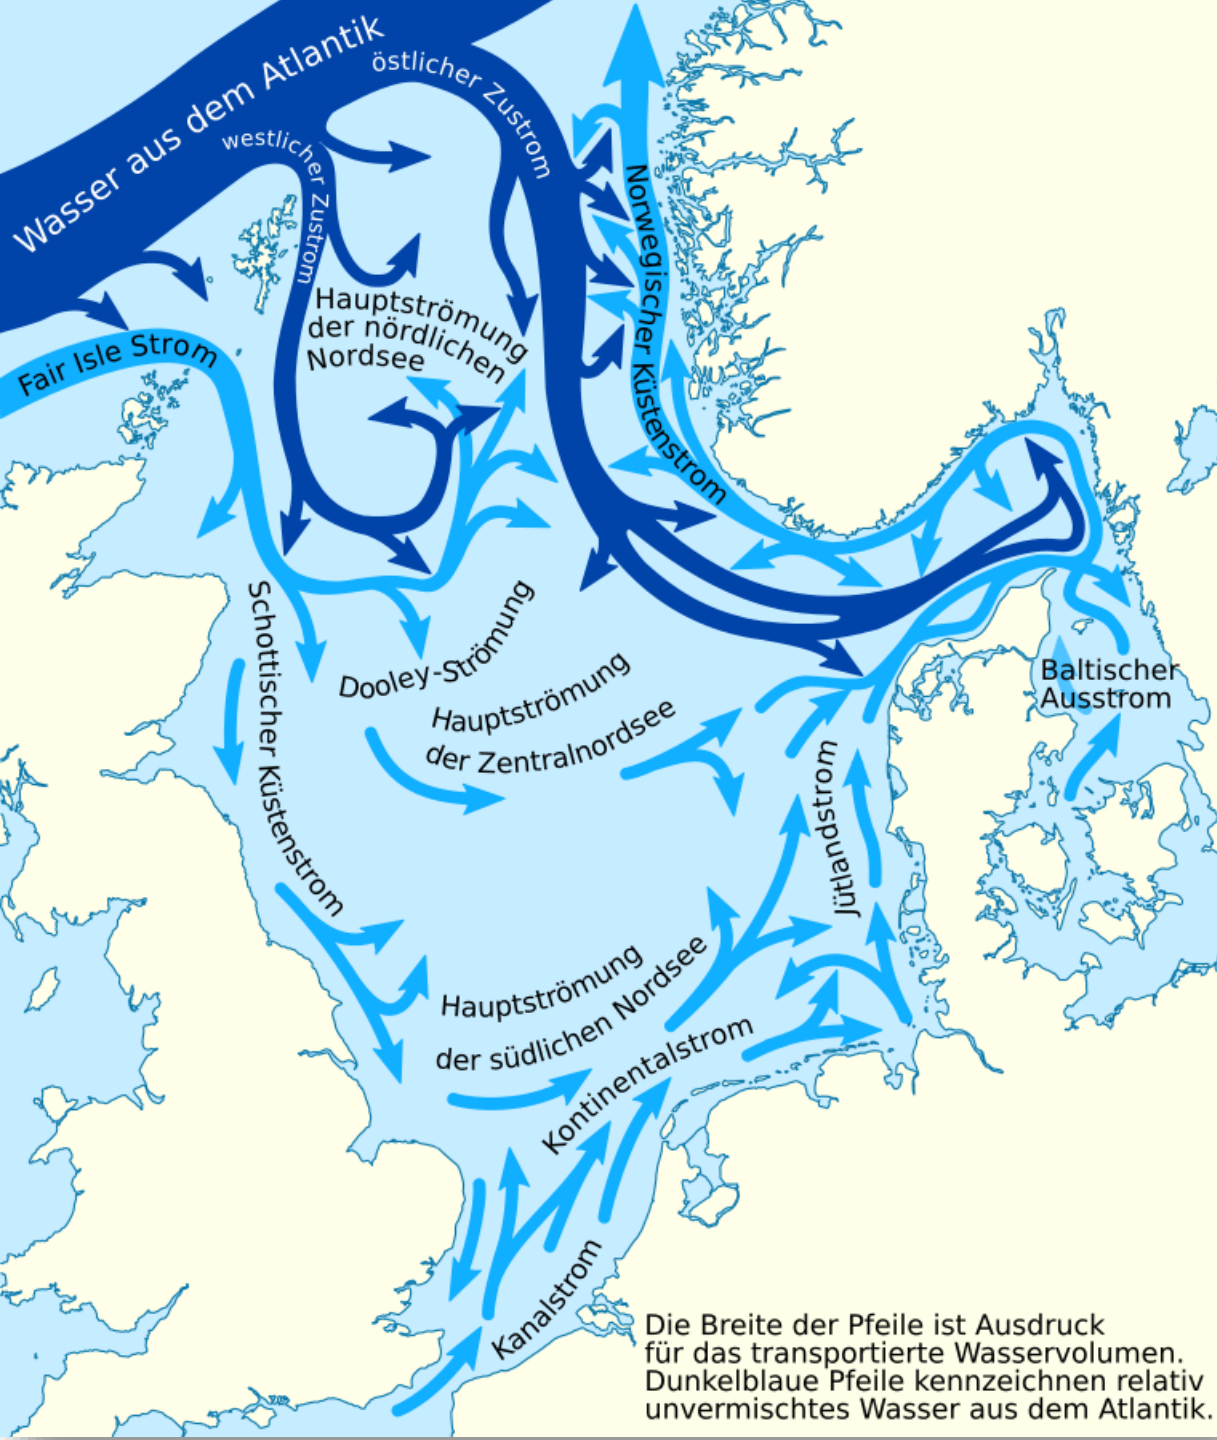 Wasser aus dem Atlantik
östlicher Zustrom
westlicher Zustrom
Norwegischer Küstenstrom
Hauptströmung
der nördlichen
Nordsee
Fair Isle Strom
Schottischer Küstenstrom
Dooley-Strömung
Hauptströmung
der Zentralnordsee
Baltischer
Ausstrom
Jütlandstrom
Hauptströmung
der südlichen Nordsee
Kontinentalstrom
Kanalstrom
Die Breite der Pfeile ist Ausdruck
für das transportierte Wasservolumen.
Dunkelblaue Pfeile kennzeichnen relativ
unvermischtes Wasser aus dem Atlantik.